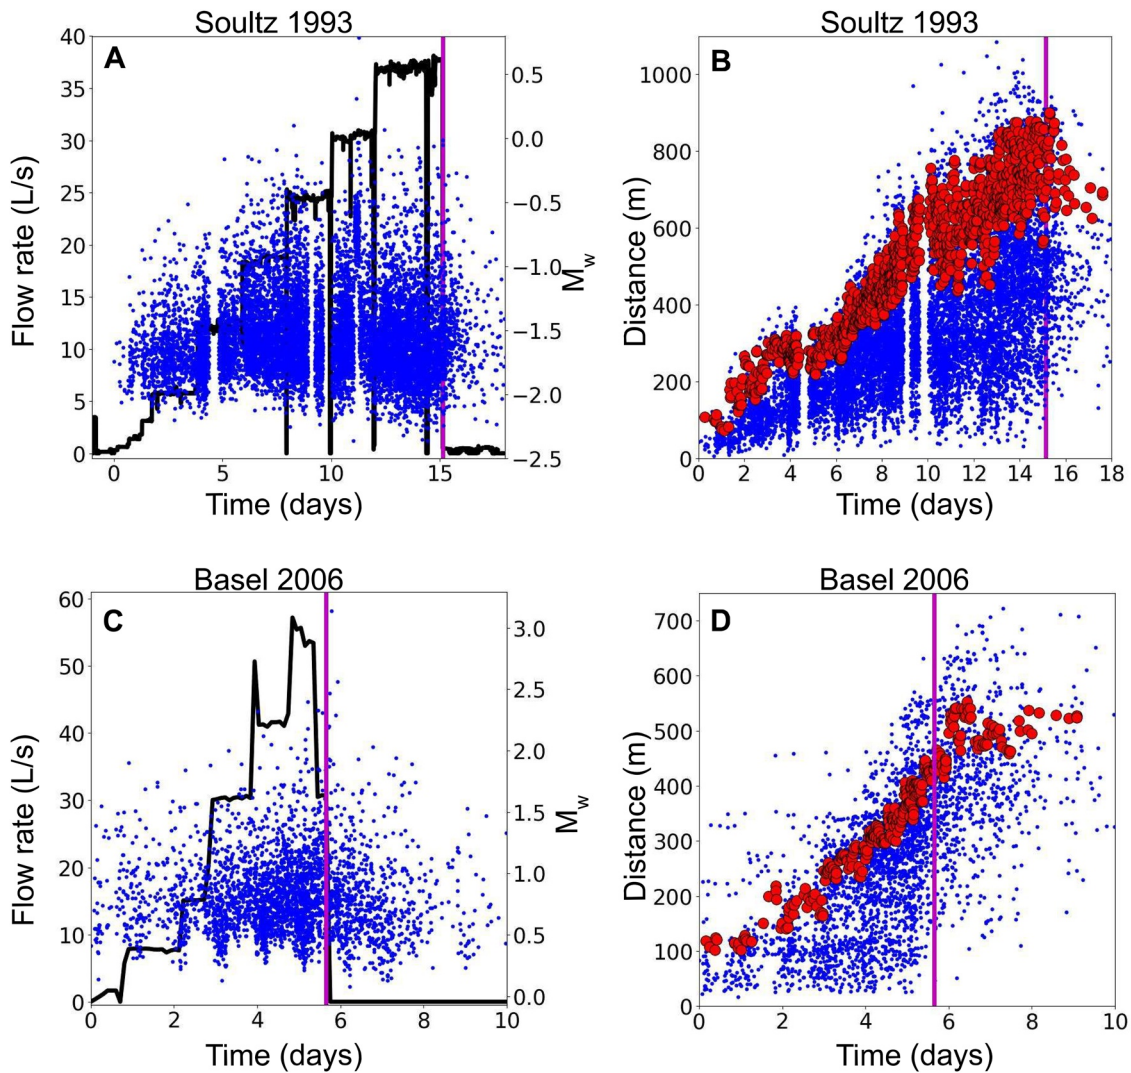 Soultz 1993
A
40
35
30
25
20
15
10
5
0
Flow rate (L/s)
0.5
0.0
−0.5
−1.0
−1.5
−2.0
−2.5
M_w
0 5 10 15
Time (days)
Soultz 1993
B
1000
800
600
400
200
0
Distance (m)
0 2 4 6 8 10 12 14 16 18
Time (days)
Basel 2006
C
60
50
40
30
20
10
0
Flow rate (L/s)
3.0
2.5
2.0
1.5
1.0
0.5
0.0
M_w
0 2 4 6 8 10
Time (days)
Basel 2006
D
700
600
500
400
300
200
100
0
Distance (m)
0 2 4 6 8 10
Time (days)